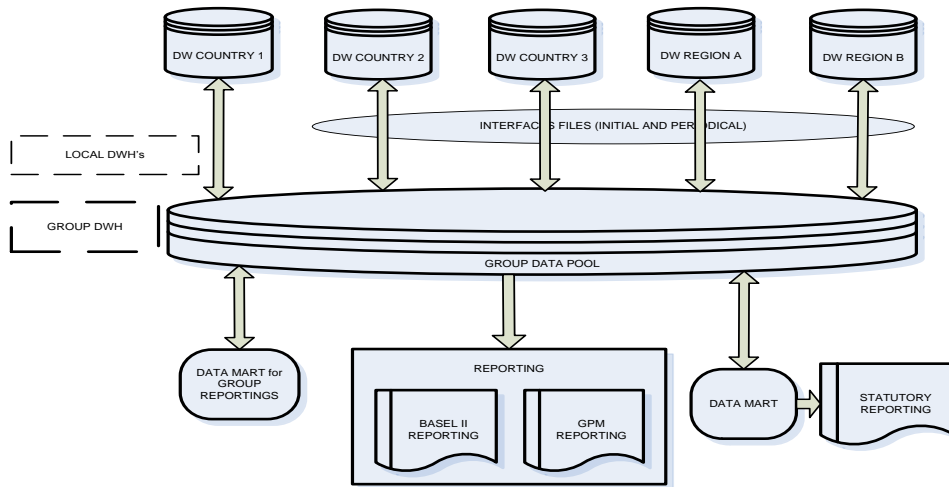 DW COUNTRY 1
DW COUNTRY 2
DW COUNTRY 3
DW REGION A
DW REGION B
INTERFACES FILES (INITIAL AND PERIODICAL)
LOCAL DWH's
GROUP DWH
GROUP DATA POOL
DATA MART for
GROUP
REPORTINGS
REPORTING
BASEL II
REPORTING
GPM
REPORTING
DATA MART
STATUTORY
REPORTING